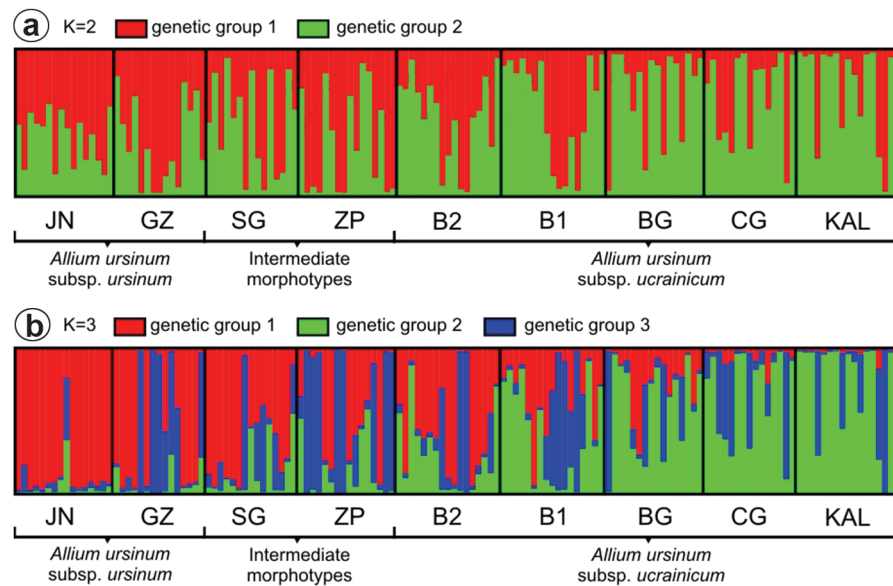 a K=2 genetic group 1 genetic group 2
JN GZ SG ZP B2 B1 BG CG KAL
Allium ursinum Intermediate Allium ursinum
subsp. ursinum morphotypes subsp. ucrainicum
b K=3 genetic group 1 genetic group 2 genetic group 3
JN GZ SG ZP B2 B1 BG CG KAL
Allium ursinum Intermediate Allium ursinum
subsp. ursinum morphotypes subsp. ucrainicum